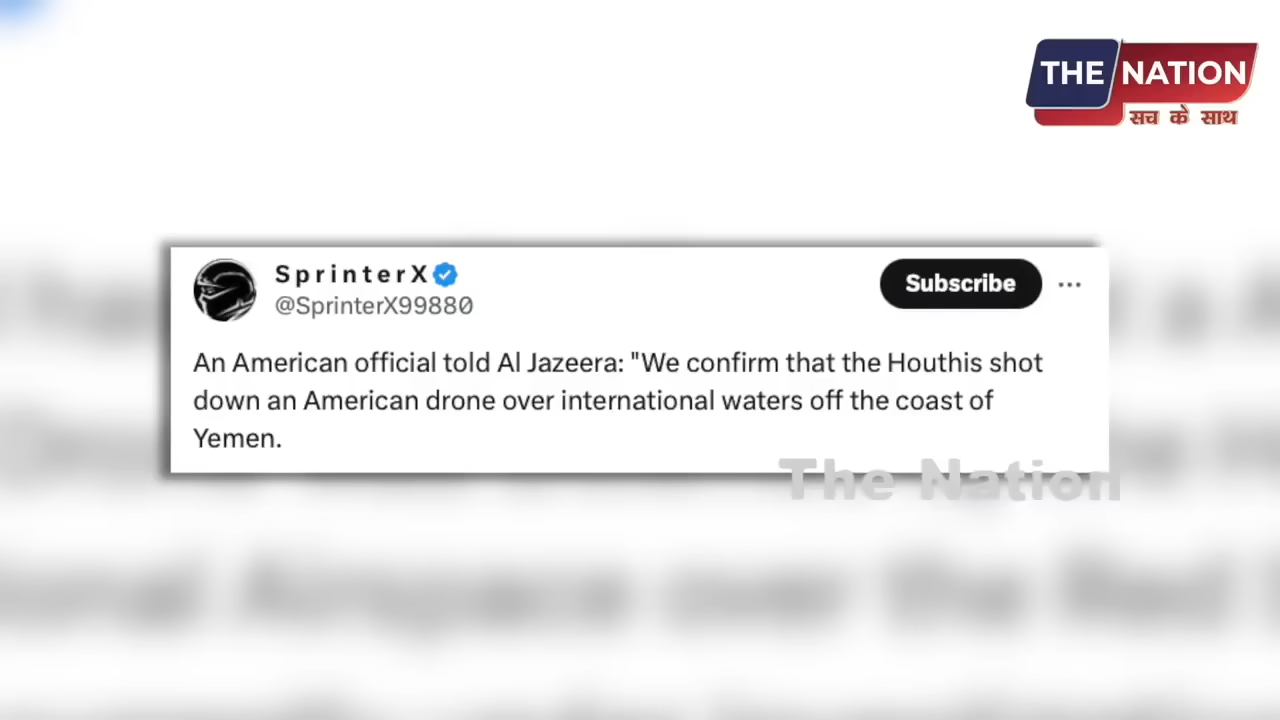 THE NATION
सच के साथ
SprinterX
@SprinterX99880
Subscribe
An American official told Al Jazeera: "We confirm that the Houthis shot
down an American drone over international waters off the coast of
Yemen.
The Nation